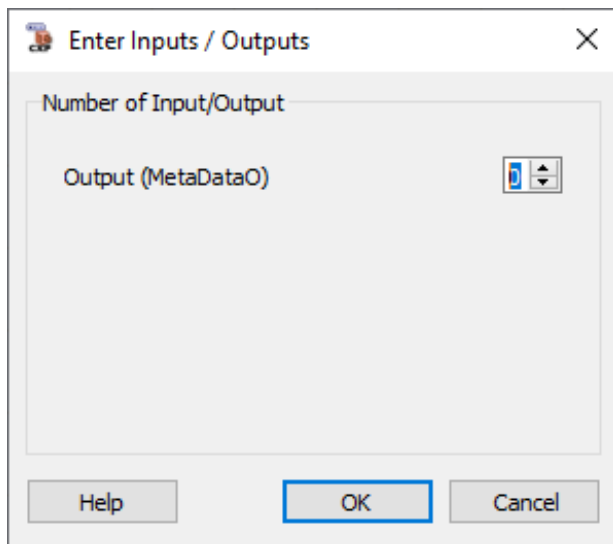 Enter Inputs / Outputs
Number of Input/Output
Output (MetaDataO)
0
Help
OK
Cancel